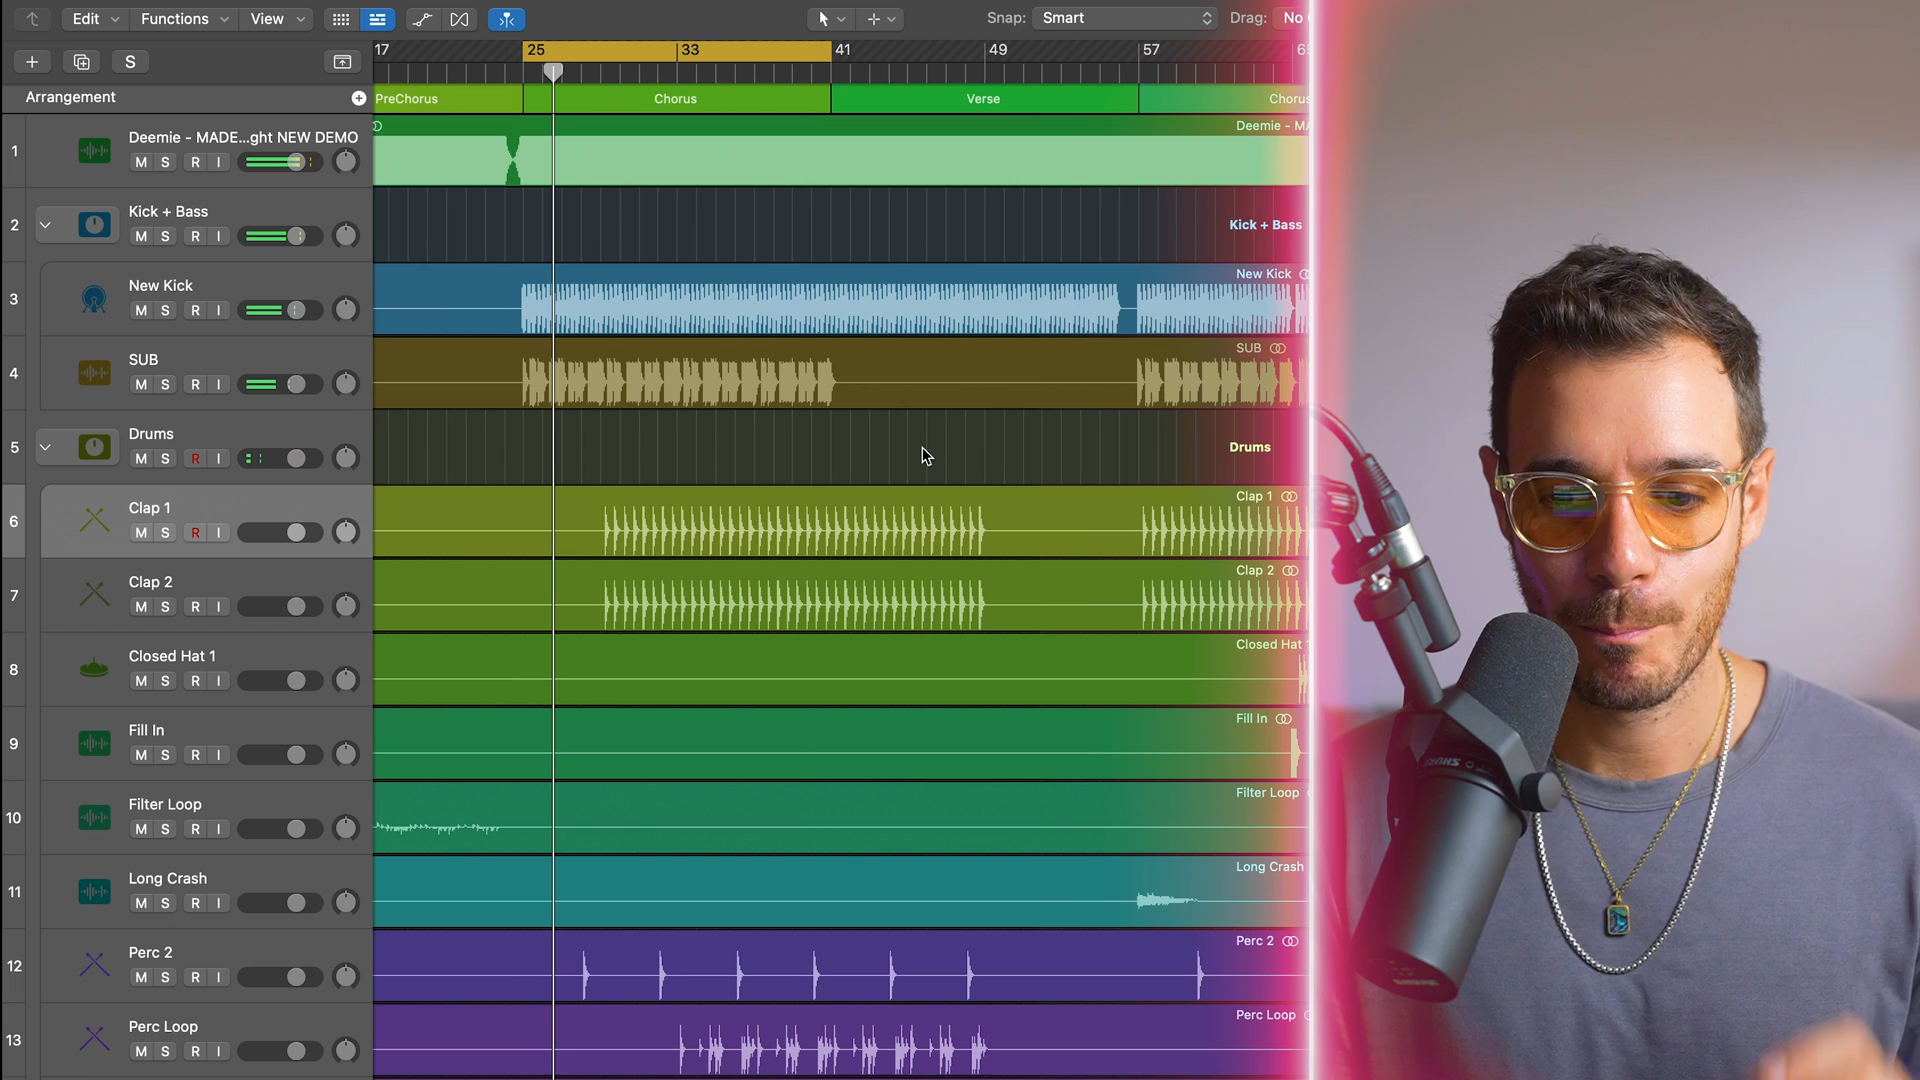 Edit Functions View Snap: Smart Drag: No
17 25 33 41 49 57 65
S
Arrangement PreChorus Chorus Verse Chorus
1 Deemie - MADE...ght NEW DEMO Deemie - MA
M S R I
2 Kick + Bass Kick + Bass
M S R I
3 New Kick New Kick
M S R I
4 SUB SUB
M S R I
5 Drums Drums
M S R I
6 Clap 1 Clap 1
M S R I
7 Clap 2 Clap 2
M S R I
8 Closed Hat 1 Closed Hat 1
M S R I
9 Fill In Fill In
M S R I
10 Filter Loop Filter Loop
M S R I
11 Long Crash Long Crash
M S R I
12 Perc 2 Perc 2
M S R I
13 Perc Loop Perc Loop
M S R I
SHURE